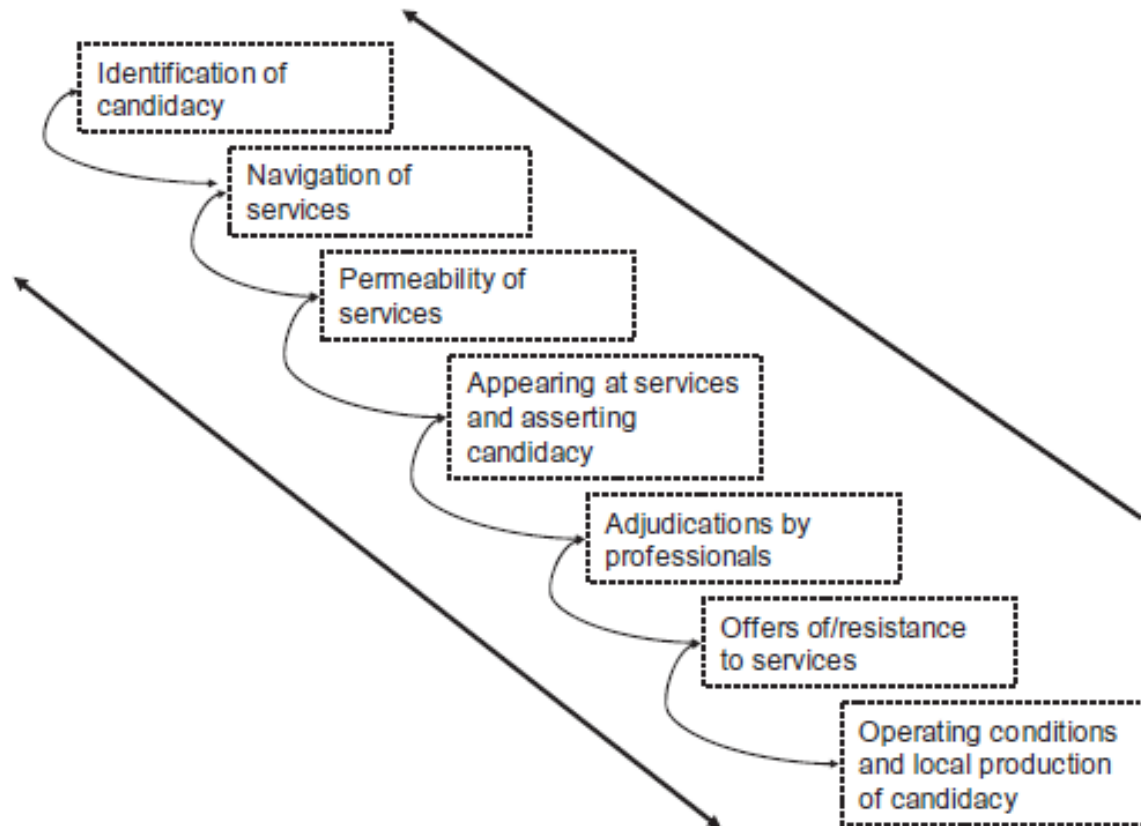 Identification of
candidacy
Navigation of
services
Permeability of
services
Appearing at services
and asserting
candidacy
Adjudications by
professionals
Offers of/resistance
to services
Operating conditions
and local production
of candidacy